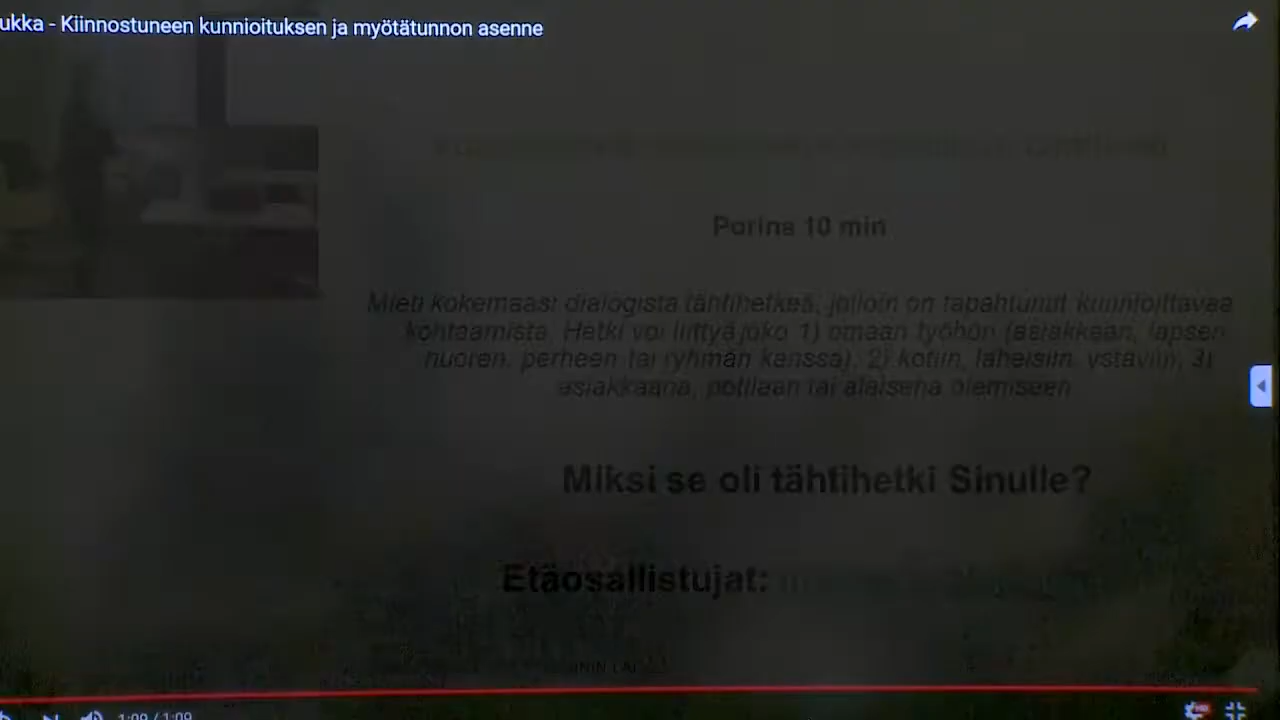 ukka - Kiinnostuneen kunnioituksen ja myötätunnon asenne
Porina 10 min
Mieti kokemaasi dialogista tähtihetkeä, jolloin on tapahtunut kunnioittavaa
kohtaamista. Hetki voi liittyä joko 1) omaan työhön (asiakkaan, lapsen
nuoren, perheen tai ryhmän kanssa), 2) kotiin, läheisiin, ystäviin, 3)
asiakkaana, potilaan tai alaisena olemiseen
Miksi se oli tähtihetki Sinulle?
Etäosallistujat:
1:09 / 1:09